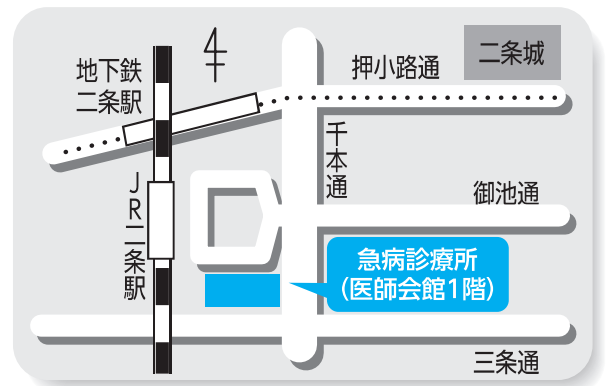 地下鉄
二条駅
押小路通
二条城
千本通
JR二条駅
御池通
急病診療所
(医師会館1階)
三条通